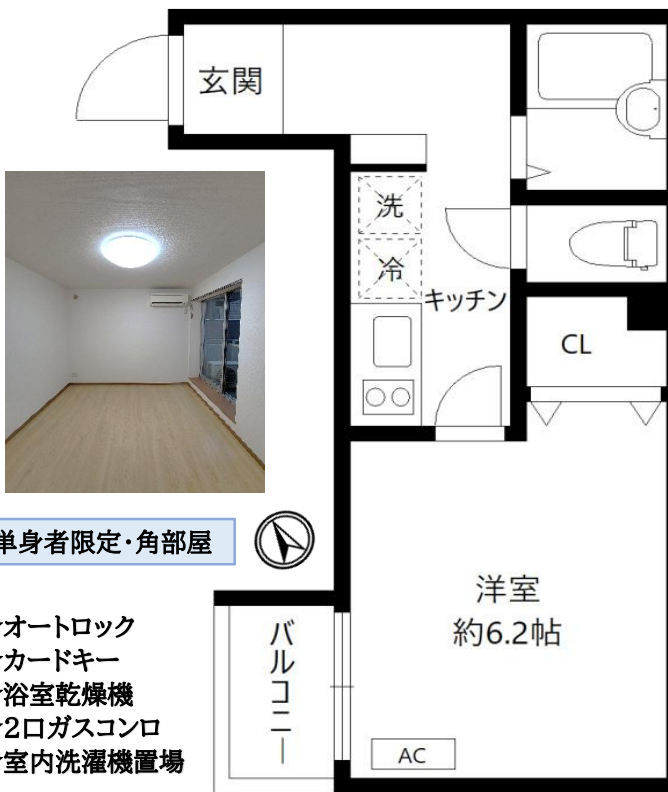 玄関
洗
冷
キッチン
CL
単身者限定・角部屋
オートロック
カードキー
浴室乾燥機
2口ガスコンロ
室内洗濯機置場
バルコニー
洋室
約6.2帖
AC